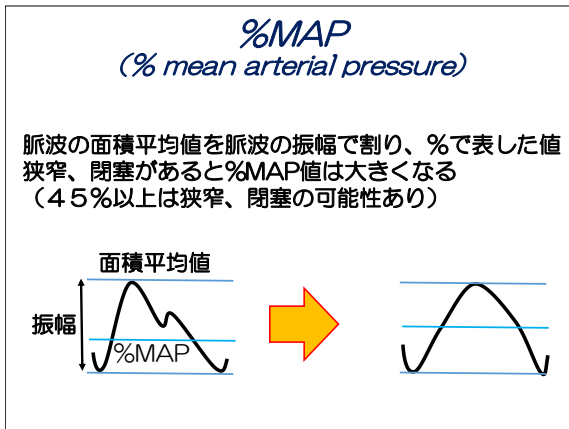 %MAP
(% mean arterial pressure)
脈波の面積平均値を脈波の振幅で割り、%で表した値
狭窄、閉塞があると%MAP値は大きくなる
（４５%以上は狭窄、閉塞の可能性あり）
面積平均値
振幅
%MAP